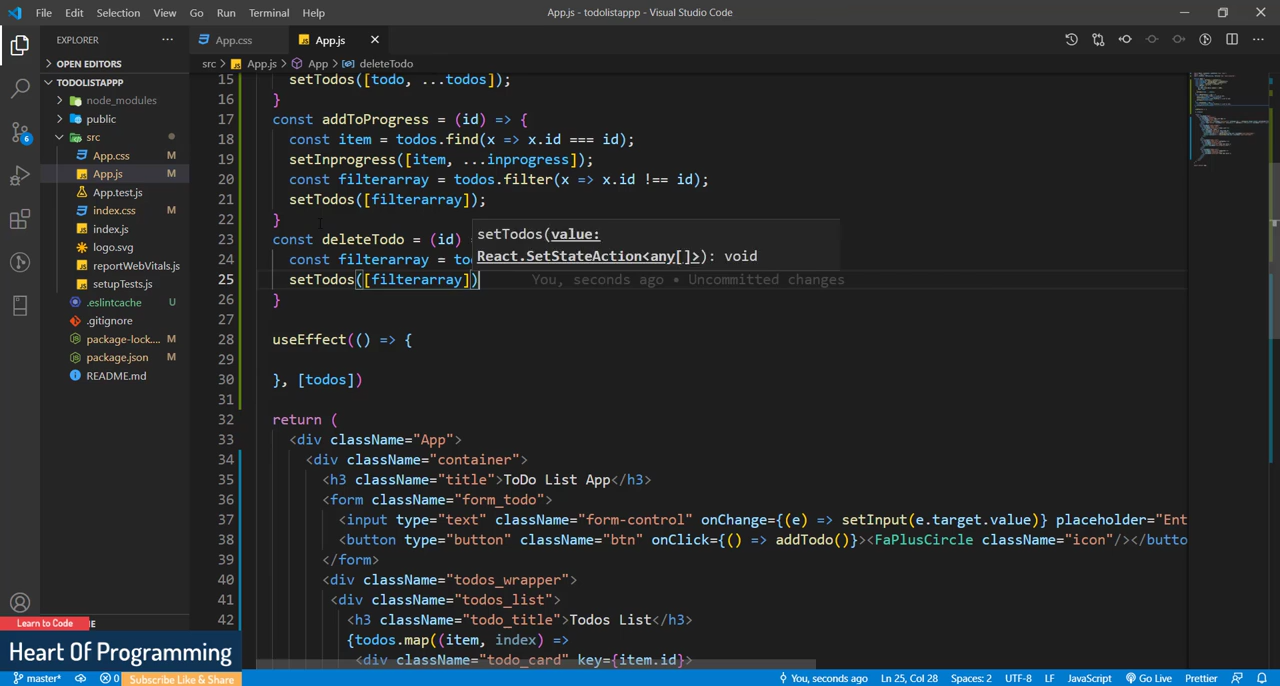 File Edit Selection View Go Run Terminal Help App.js - todolistappp - Visual Studio Code
EXPLORER
App.css
App.js
OPEN EDITORS
src > App.js > App > deleteTodo
TODOLISTAPPP
node_modules
public
src
App.css M
App.js M
App.test.js
index.css M
index.js
logo.svg
reportWebVitals.js
setupTests.js
.eslintcache U
.gitignore
package-lock.... M
package.json M
README.md
15 setTodos([todo, ...todos]);
16 }
17 const addToProgress = (id) => {
18 const item = todos.find(x => x.id === id);
19 setInprogress([item, ...inprogress]);
20 const filterarray = todos.filter(x => x.id !== id);
21 setTodos([filterarray]);
22 }
23 const deleteTodo = (id)
24 const filterarray = to
25 setTodos([filterarray]) You, seconds ago • Uncommitted changes
setTodos(value:
React.SetStateAction<any[]>): void
26 }
27
28 useEffect(() => {
29
30 }, [todos])
31
32 return (
33 <div className="App">
34 <div className="container">
35 <h3 className="title">ToDo List App</h3>
36 <form className="form_todo">
37 <input type="text" className="form-control" onChange={(e) => setInput(e.target.value)} placeholder="Ent
38 <button type="button" className="btn" onClick={() => addTodo()}><FaPlusCircle className="icon"/></butto
39 </form>
40 <div className="todos_wrapper">
41 <div className="todos_list">
42 <h3 className="todo_title">Todos List</h3>
{todos.map((item, index) =>
<div className="todo_card" key={item.id}>
6
Learn to Code
Heart Of Programming
Subscribe Like & Share
master* 0 You, seconds ago Ln 25, Col 28 Spaces: 2 UTF-8 LF JavaScript Go Live Prettier